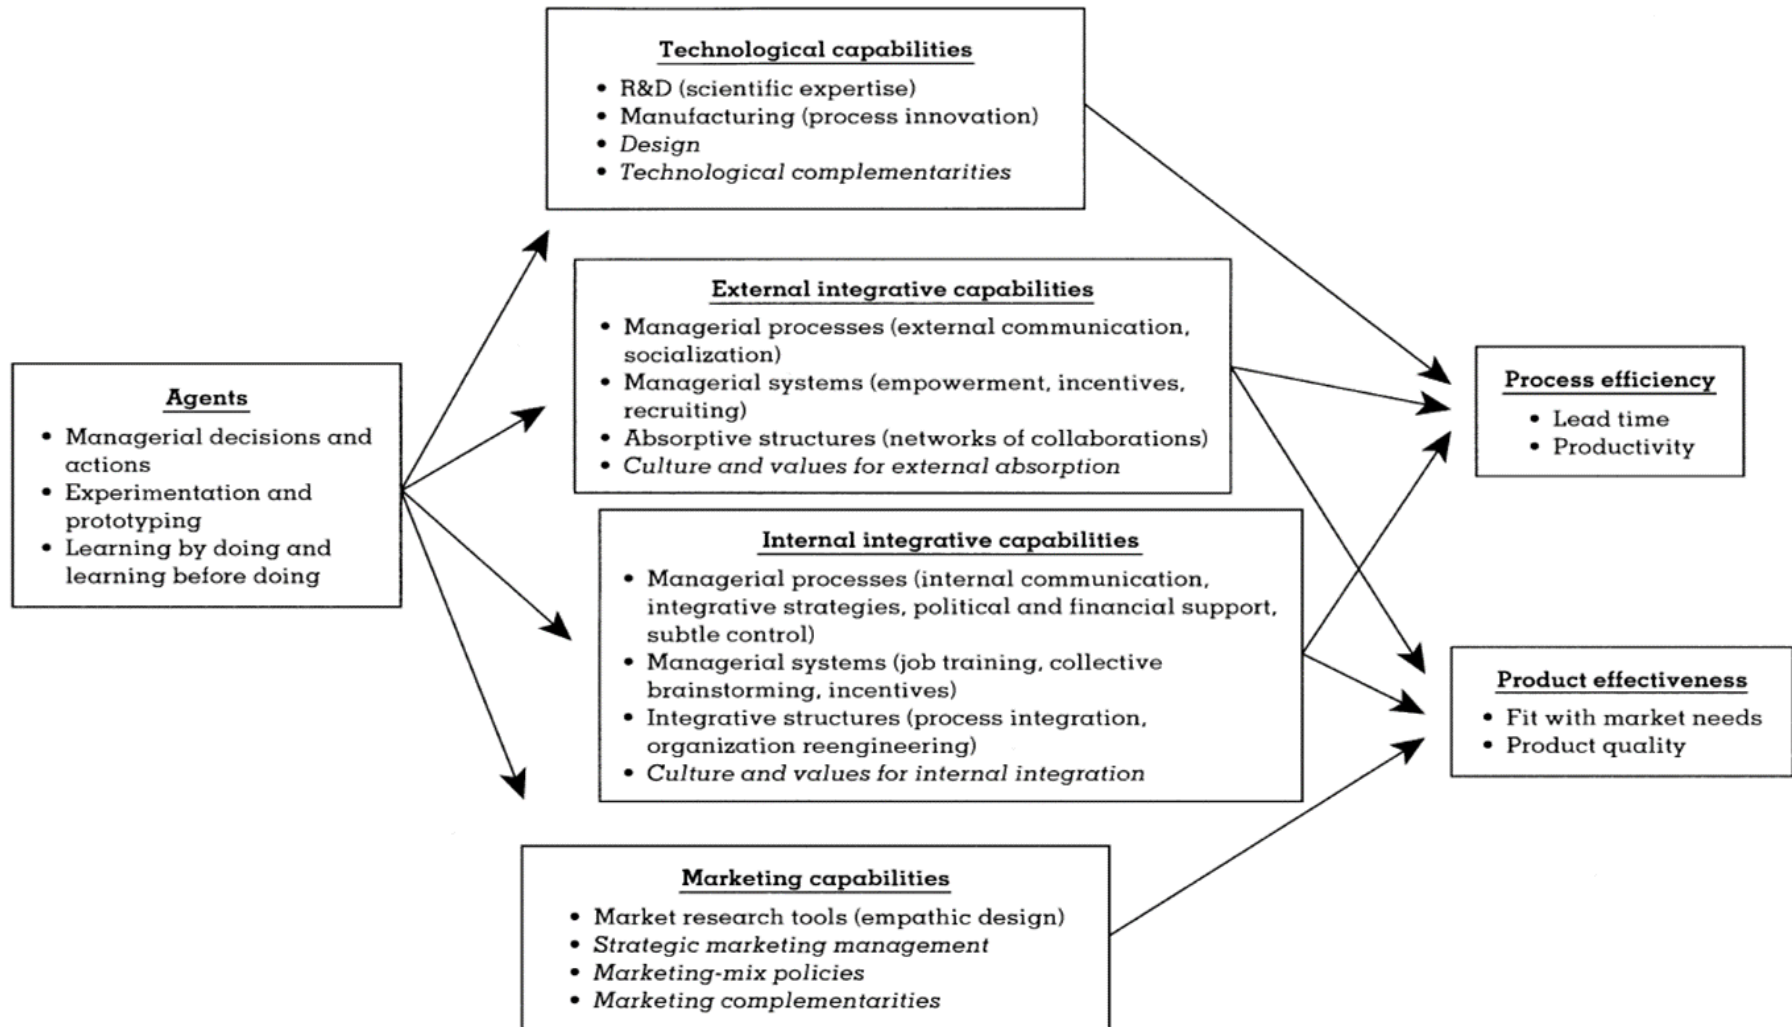 Technological capabilities
• R&D (scientific expertise)
• Manufacturing (process innovation)
• Design
• Technological complementarities
External integrative capabilities
• Managerial processes (external communication,
socialization)
• Managerial systems (empowerment, incentives,
recruiting)
• Absorptive structures (networks of collaborations)
• Culture and values for external absorption
Agents
• Managerial decisions and
actions
• Experimentation and
prototyping
• Learning by doing and
learning before doing
Internal integrative capabilities
• Managerial processes (internal communication,
integrative strategies, political and financial support,
subtle control)
• Managerial systems (job training, collective
brainstorming, incentives)
• Integrative structures (process integration,
organization reengineering)
• Culture and values for internal integration
Marketing capabilities
• Market research tools (empathic design)
• Strategic marketing management
• Marketing-mix policies
• Marketing complementarities
Process efficiency
• Lead time
• Productivity
Product effectiveness
• Fit with market needs
• Product quality